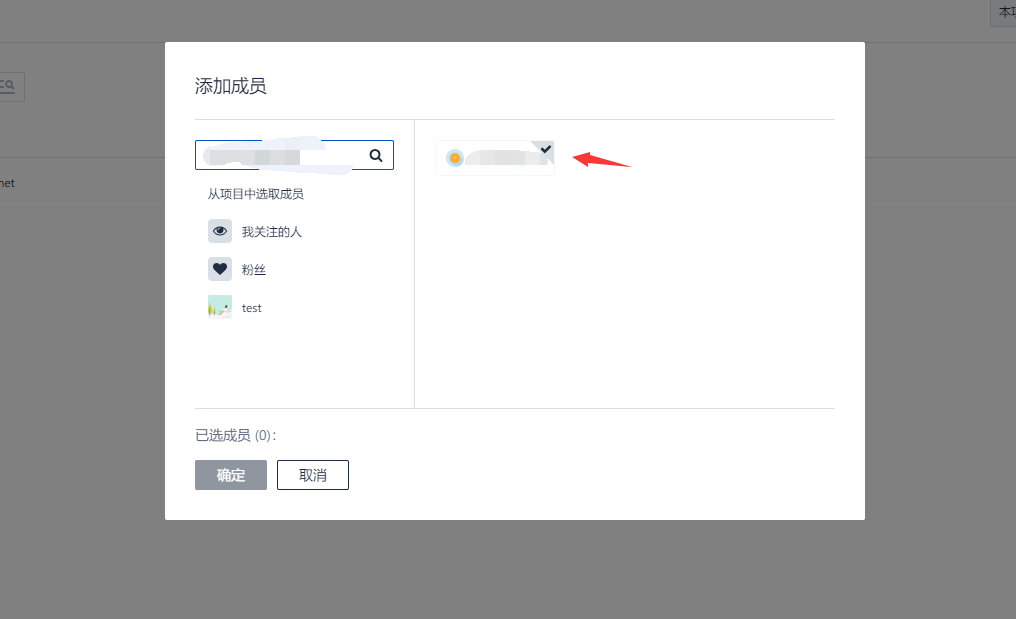 本项
添加成员
net
从项目中选取成员
我关注的人
粉丝
test
已选成员 (0):
确定
取消